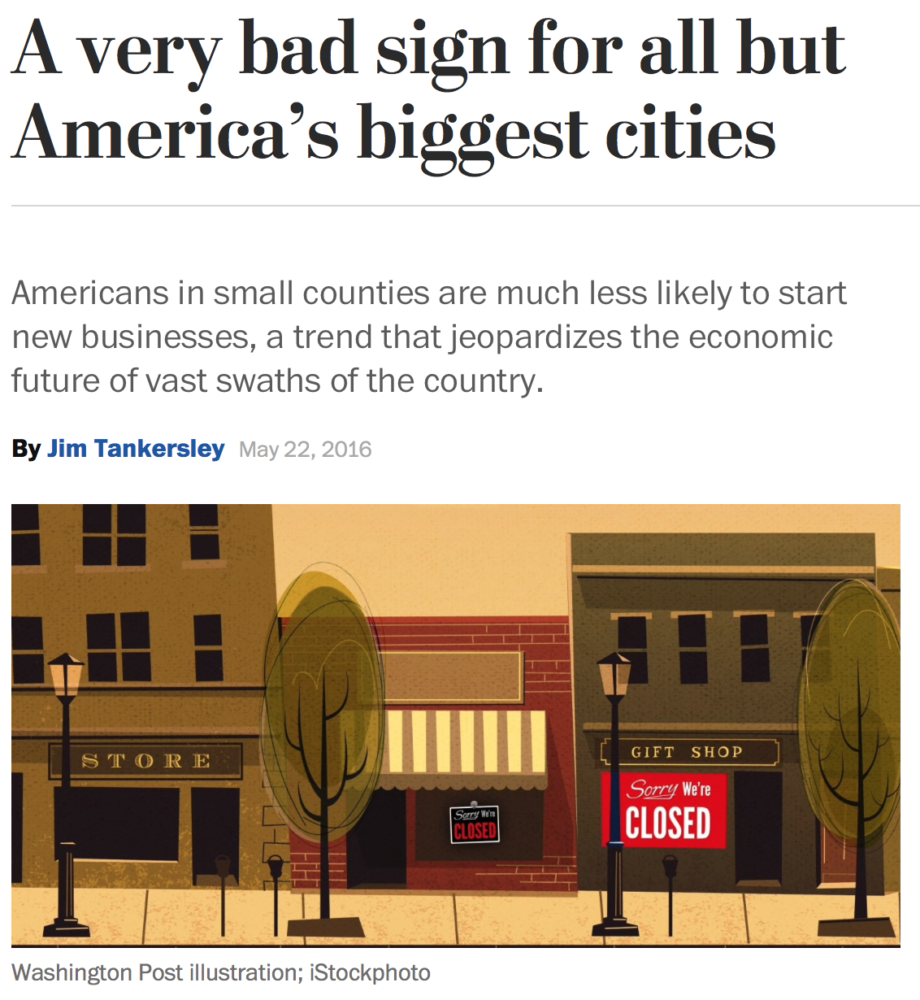 A very bad sign for all but
America’s biggest cities
Americans in small counties are much less likely to start
new businesses, a trend that jeopardizes the economic
future of vast swaths of the country.
By Jim Tankersley May 22, 2016
STORE
GIFT SHOP
Sorry We're
CLOSED
Sorry We're
CLOSED
Washington Post illustration; iStockphoto